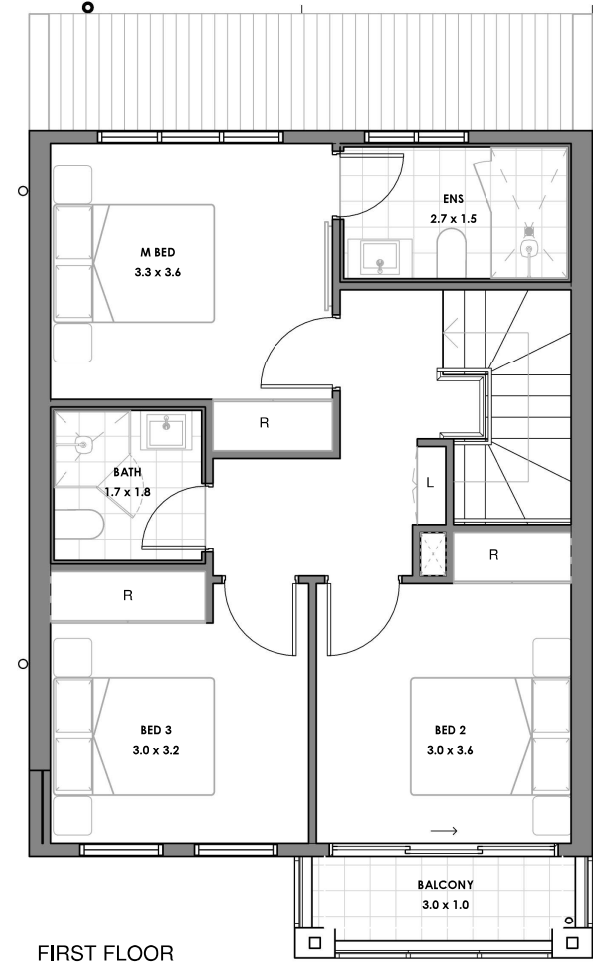 ENS
2.7 x 1.5
M BED
3.3 x 3.6
R
BATH
1.7 x 1.8
L
R
R
BED 3
3.0 x 3.2
BED 2
3.0 x 3.6
BALCONY
3.0 x 1.0
FIRST FLOOR